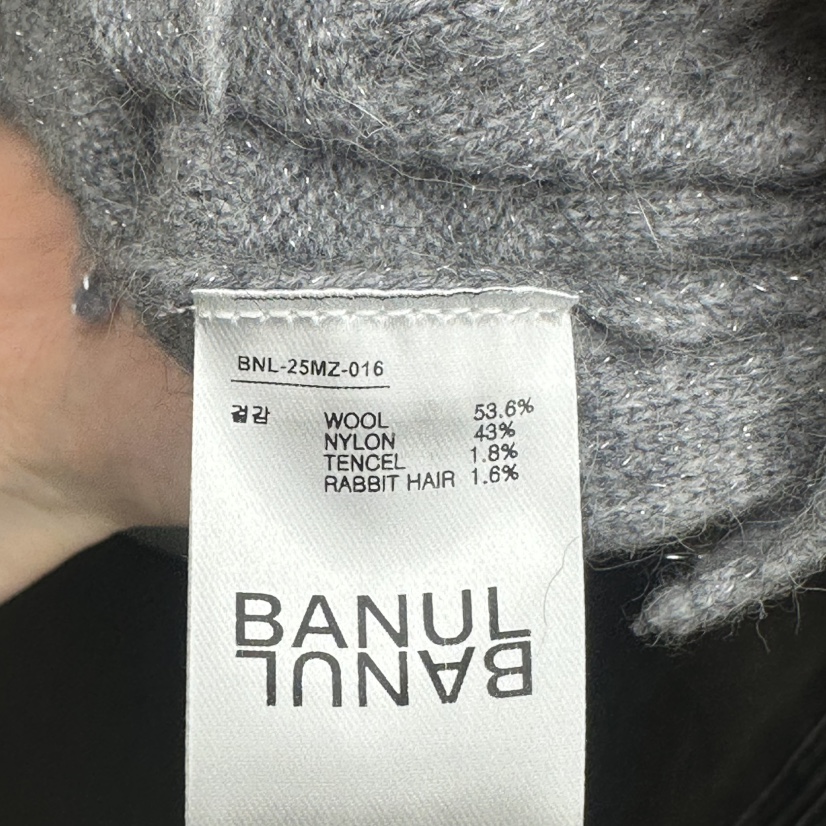 BNL-25MZ-016
겉감 WOOL 53.6%
NYLON 43%
TENCEL 1.8%
RABBIT HAIR 1.6%
BANUL
BANUL